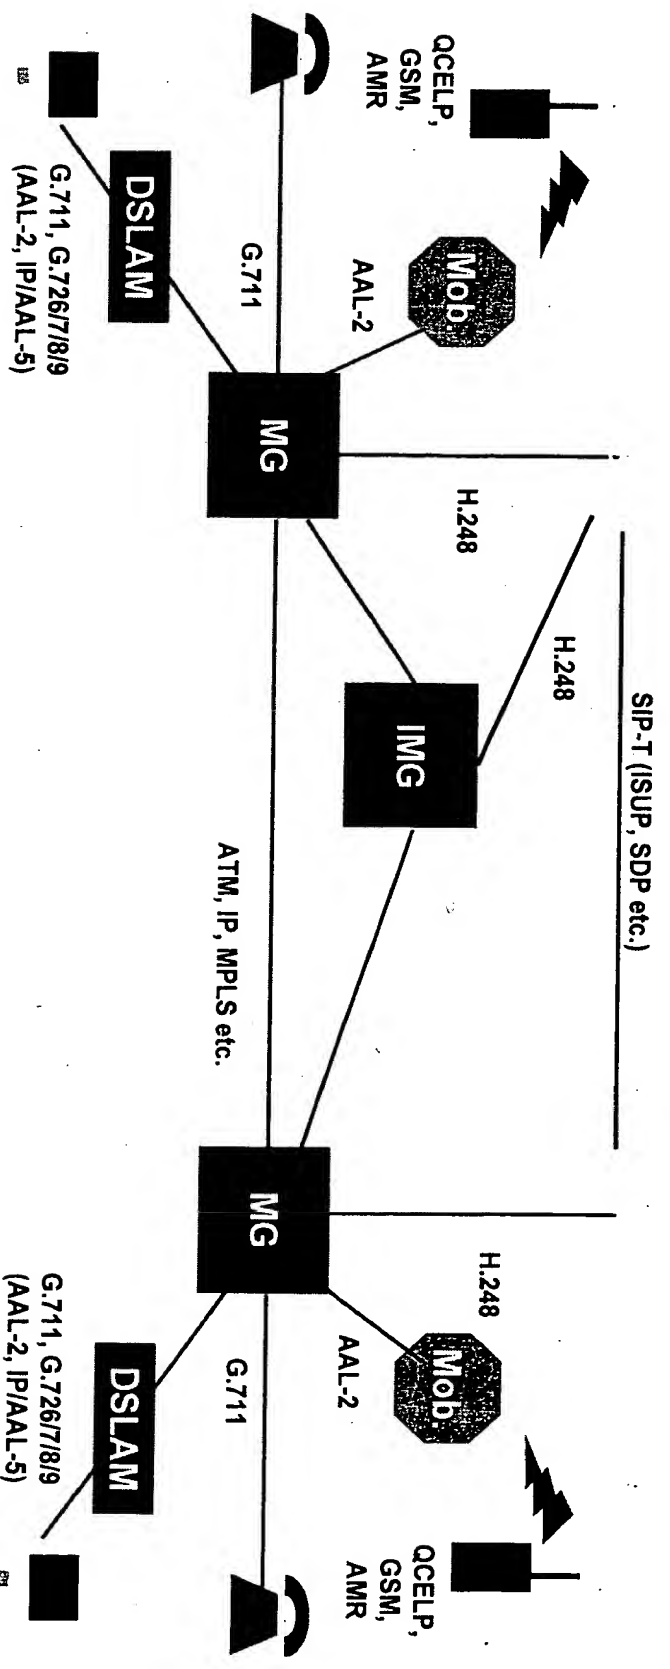 SIP-T (ISUP, SDP etc.)
QCELP,
GSM,
AMR
Mob.
AAL-2
H.248
H.248
IMG
H.248
Mob.
AAL-2
QCELP,
GSM,
AMR
G.711
MG
ATM, IP, MPLS etc.
MG
G.711
DSLAM
G.711, G.726/7/8/9
(AAL-2, IP/AAL-5)
DSLAM
G.711, G.726/7/8/9
(AAL-2, IP/AAL-5)